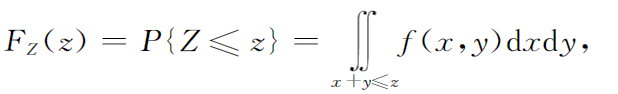 F_Z(z) = P{Z ⩽ z} = ∬_{x+y⩽z} f(x,y)dxdy,